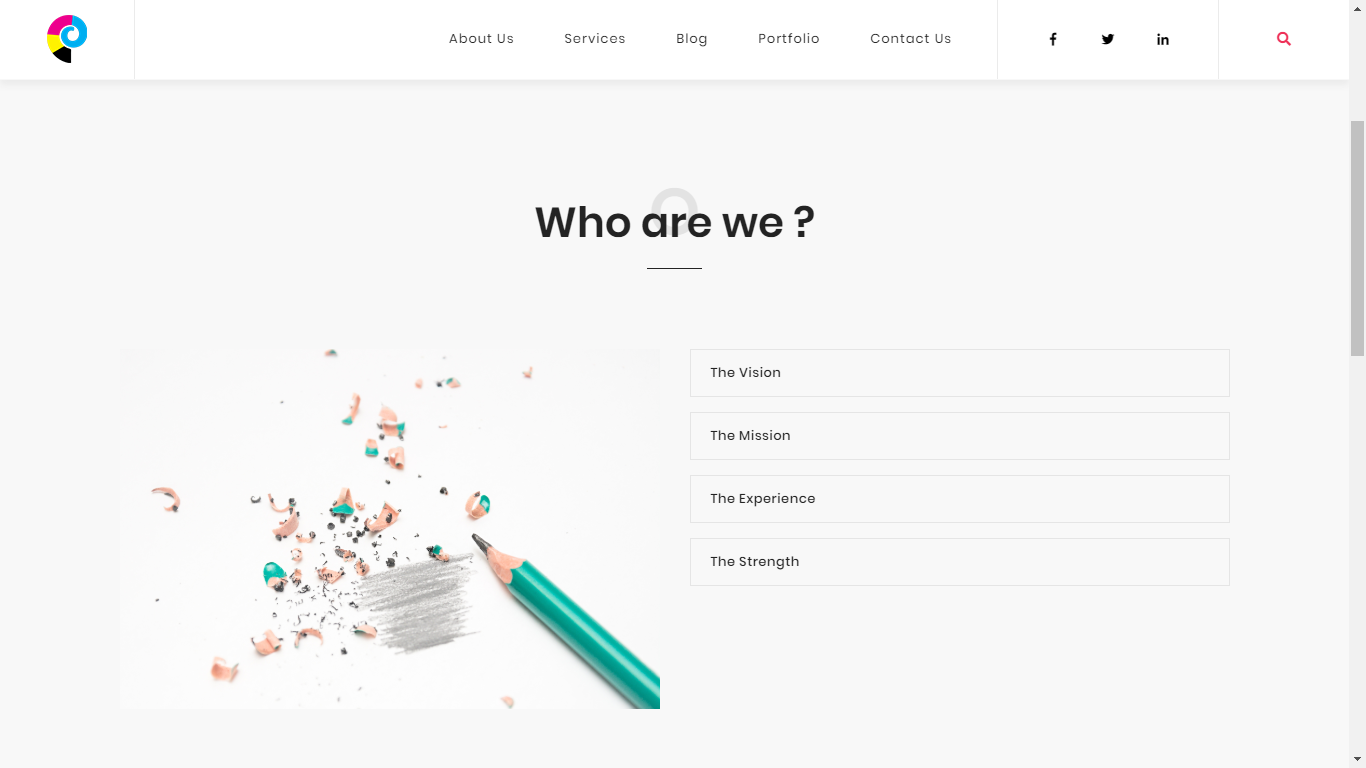 About Us
Services
Blog
Portfolio
Contact Us
Who are we ?
The Vision
The Mission
The Experience
The Strength